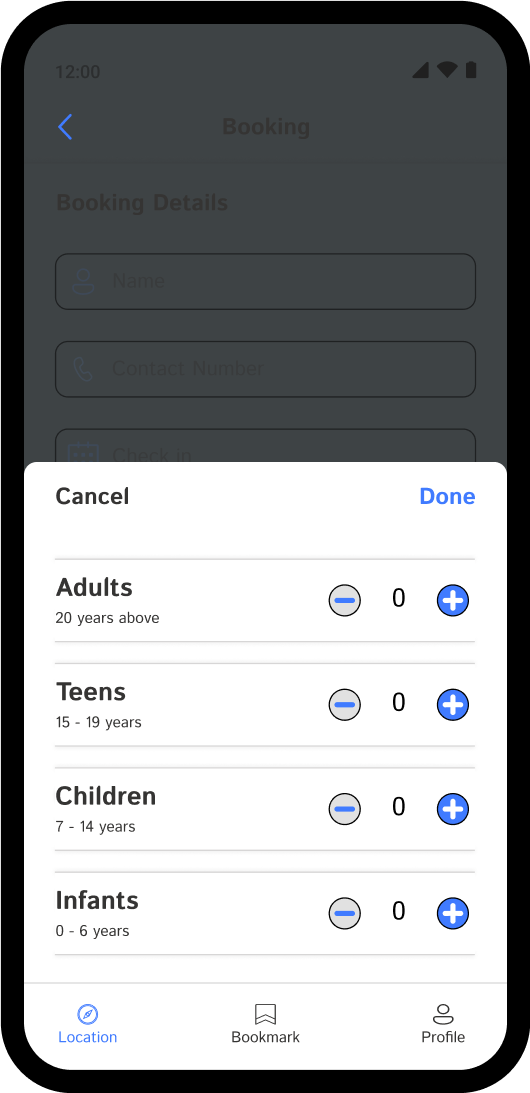 12:00
Booking
Booking Details
Name
Contact Number
Check in
Cancel
Done
Adults
20 years above
0
Teens
15 - 19 years
0
Children
7 - 14 years
0
Infants
0 - 6 years
0
Location
Bookmark
Profile